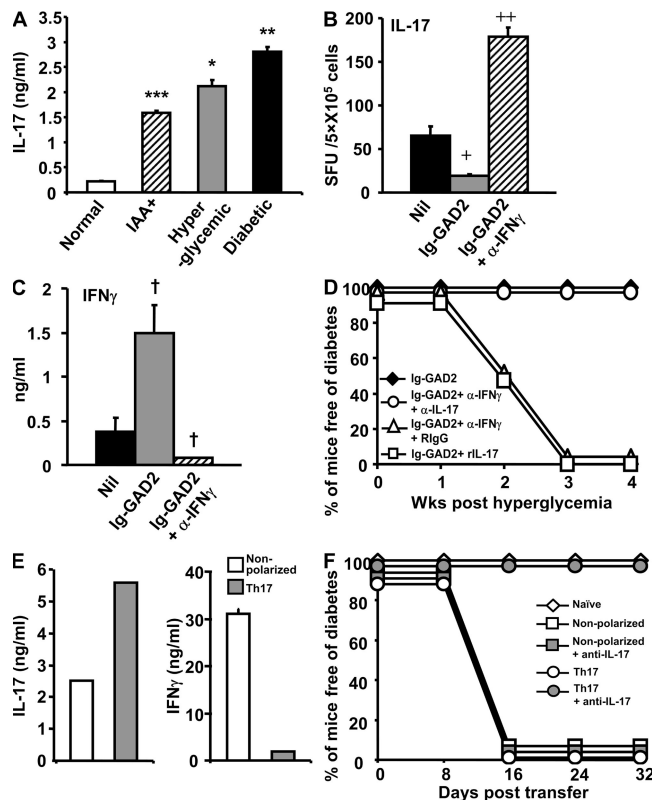 A
IL-17 (ng/ml)
3.5
3
2.5
2
1.5
1
0.5
0
***
*
**
Normal
IAA+
Hyper
-glycemic
Diabetic
B
IL-17
SFU /5×X10⁵ cells
200
150
100
50
0
+
++
Nil
Ig-GAD2
Ig-GAD2
+ α-IFNγ
C
IFNγ
ng/ml
2
1.5
1
0.5
0
†
†
Nil
Ig-GAD2
Ig-GAD2
+ α-IFNγ
D
% of mice free of diabetes
100
80
60
40
20
0
Ig-GAD2
Ig-GAD2+ α-IFNγ
+ α-IL-17
Ig-GAD2+ α-IFNγ
+ RIgG
Ig-GAD2+ rIL-17
0 1 2 3 4
Wks post hyperglycemia
E
IL-17 (ng/ml)
6
5
4
3
2
1
0
Non-
polarized
Th17
IFNγ (ng/ml)
40
30
20
10
0
F
% of mice free of diabetes
100
80
60
40
20
0
Naïve
Non-polarized
Non-polarized
+ anti-IL-17
Th17
Th17
+ anti-IL-17
0 8 16 24 32
Days post transfer